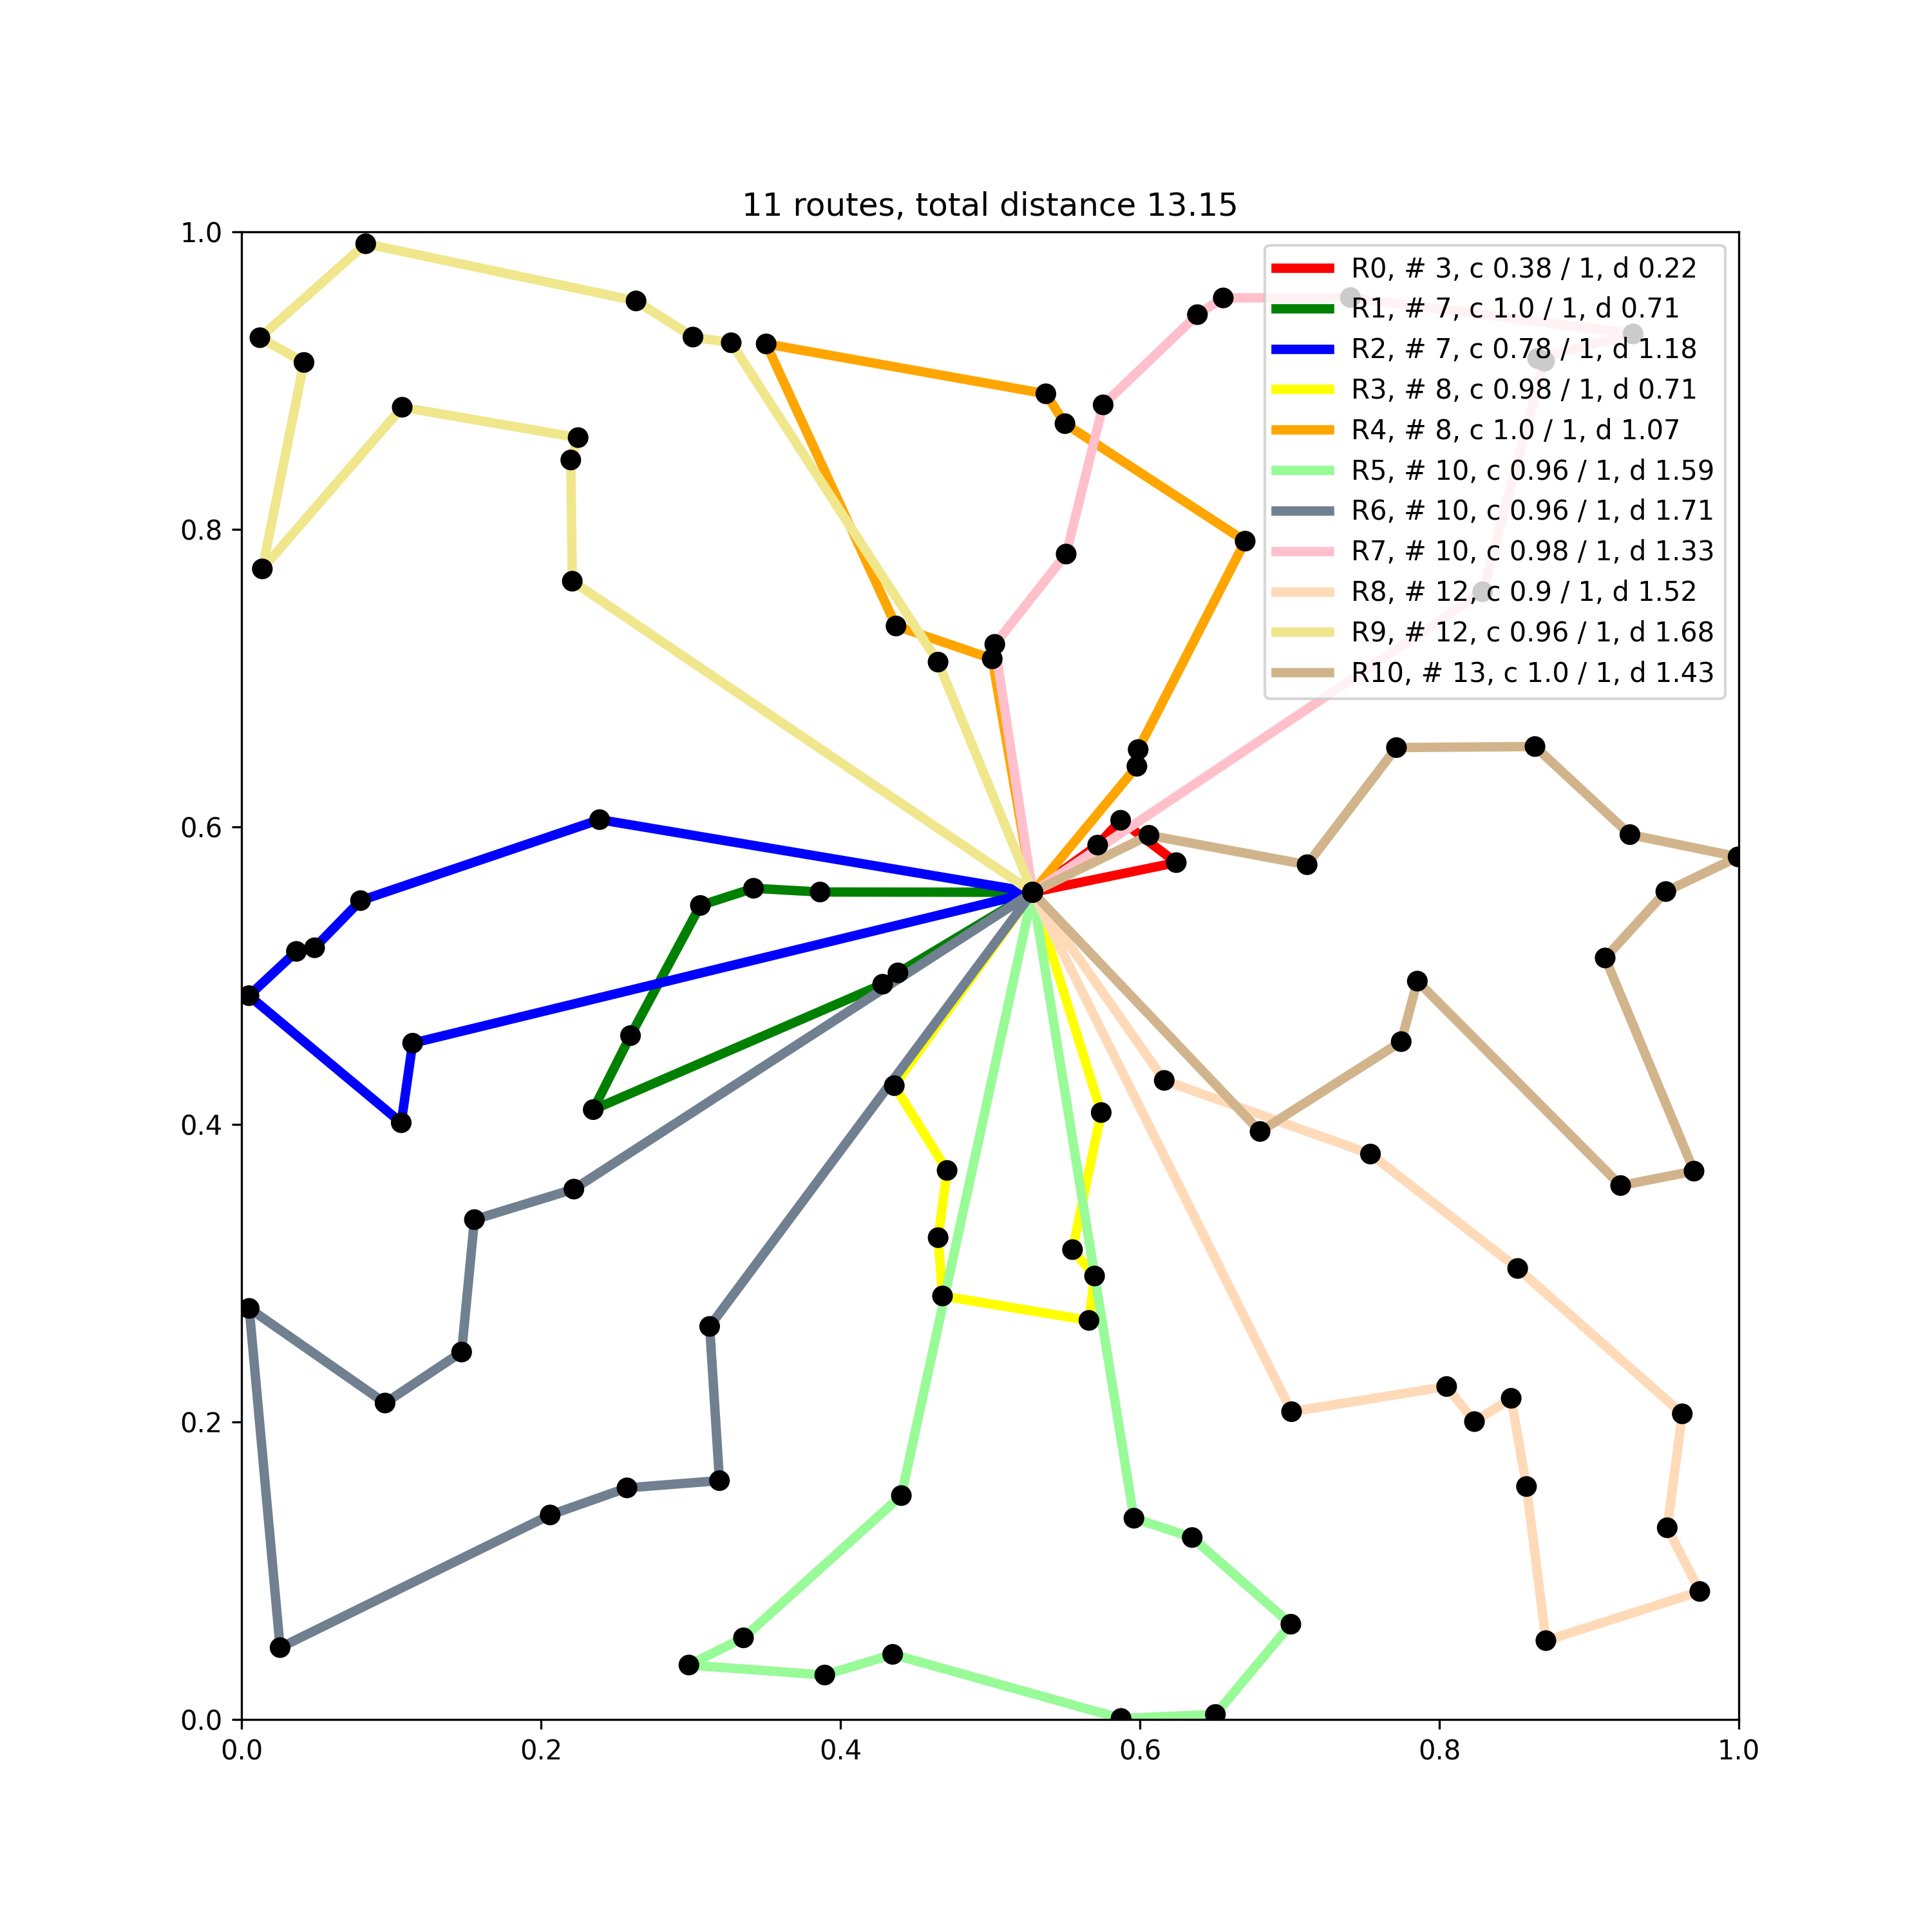 11 routes, total distance 13.15
1.0
0.8
0.6
0.4
0.2
0.0
R0, # 3, c 0.38 / 1, d 0.22
R1, # 7, c 1.0 / 1, d 0.71
R2, # 7, c 0.78 / 1, d 1.18
R3, # 8, c 0.98 / 1, d 0.71
R4, # 8, c 1.0 / 1, d 1.07
R5, # 10, c 0.96 / 1, d 1.59
R6, # 10, c 0.96 / 1, d 1.71
R7, # 10, c 0.98 / 1, d 1.33
R8, # 12, c 0.9 / 1, d 1.52
R9, # 12, c 0.96 / 1, d 1.68
R10, # 13, c 1.0 / 1, d 1.43
0.0 0.2 0.4 0.6 0.8 1.0